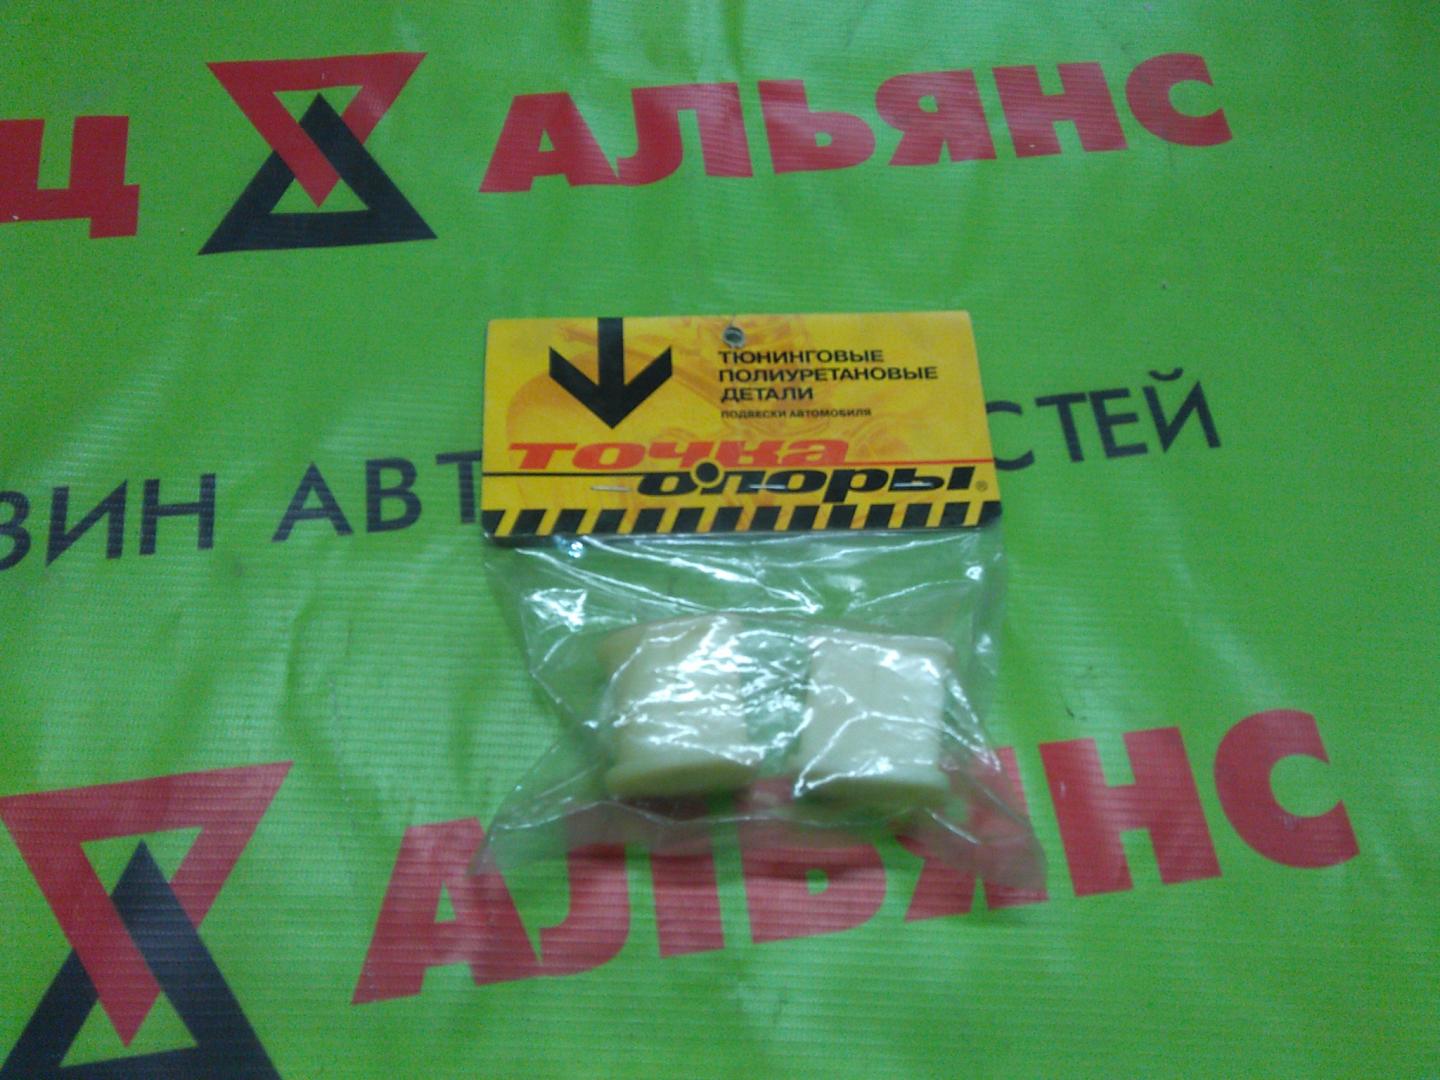 Ц АЛЬЯНС
ТЮНИНГОВЫЕ
ПОЛИУРЕТАНОВЫЕ
ДЕТАЛИ
ПОДВЕСКИ АВТОМОБИЛЯ
точка
опоры®
ЗИН АВТ СТЕЙ
АЛЬЯНС